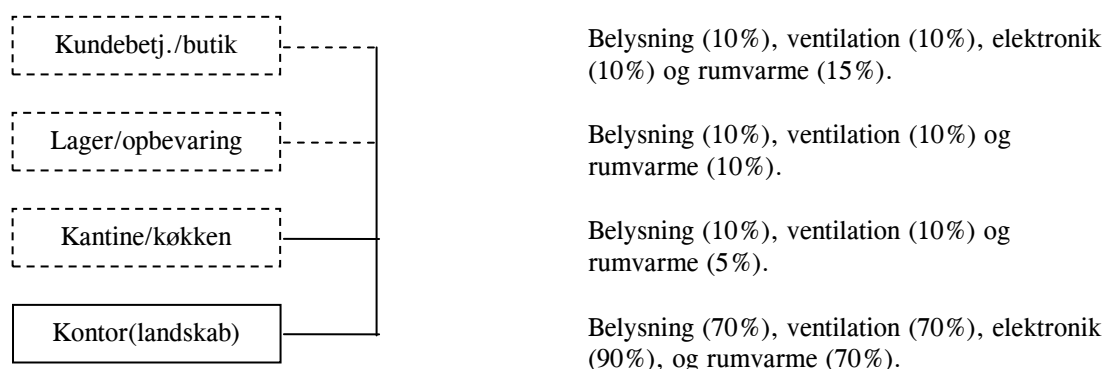 Kundebetj./butik
Belysning (10%), ventilation (10%), elektronik
(10%) og rumvarme (15%).
Lager/opbevaring
Belysning (10%), ventilation (10%) og
rumvarme (10%).
Kantine/køkken
Belysning (10%), ventilation (10%) og
rumvarme (5%).
Kontor(landskab)
Belysning (70%), ventilation (70%), elektronik
(90%), og rumvarme (70%).